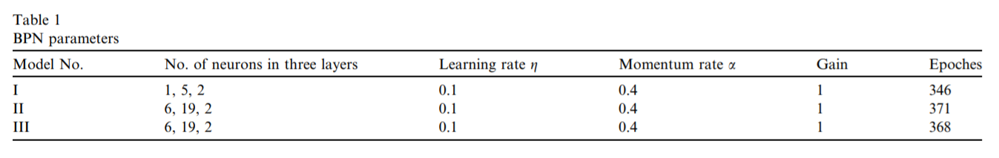 Table 1
BPN parameters
Model No. No. of neurons in three layers Learning rate η Momentum rate α Gain Epoches
I 1, 5, 2 0.1 0.4 1 346
II 6, 19, 2 0.1 0.4 1 371
III 6, 19, 2 0.1 0.4 1 368